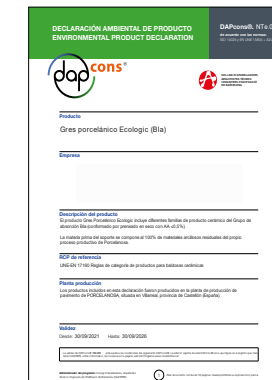 DECLARACIÓN AMBIENTAL DE PRODUCTO
ENVIRONMENTAL PRODUCT DECLARATION
DAPcons®. NTe.0
de acuerdo con las normas:
dap cons®
Producto
Gres porcelánico Ecologic (BIa)
Empresa
Descripción del producto
El producto Gres Porcelánico Ecologic incluye diferentes familias de producto cerámico del Grupo de
absorción BIa (conformado por prensado en seco con AA ≤0,5%).
La materia prima del soporte se compone al 100% de materiales arcillosos residuales del propio
proceso productivo de Porcelanosa.
RCP de referencia
UNE-EN 17160 Reglas de categoría de productos para baldosas cerámicas
Planta producción
Los productos incluidos en esta declaración fueron producidos en la planta de producción de
pavimento de PORCELANOSA, situada en Villarreal, provincia de Castellón (España).
Validez
Desde: 30/09/2021 Hasta: 30/09/2026